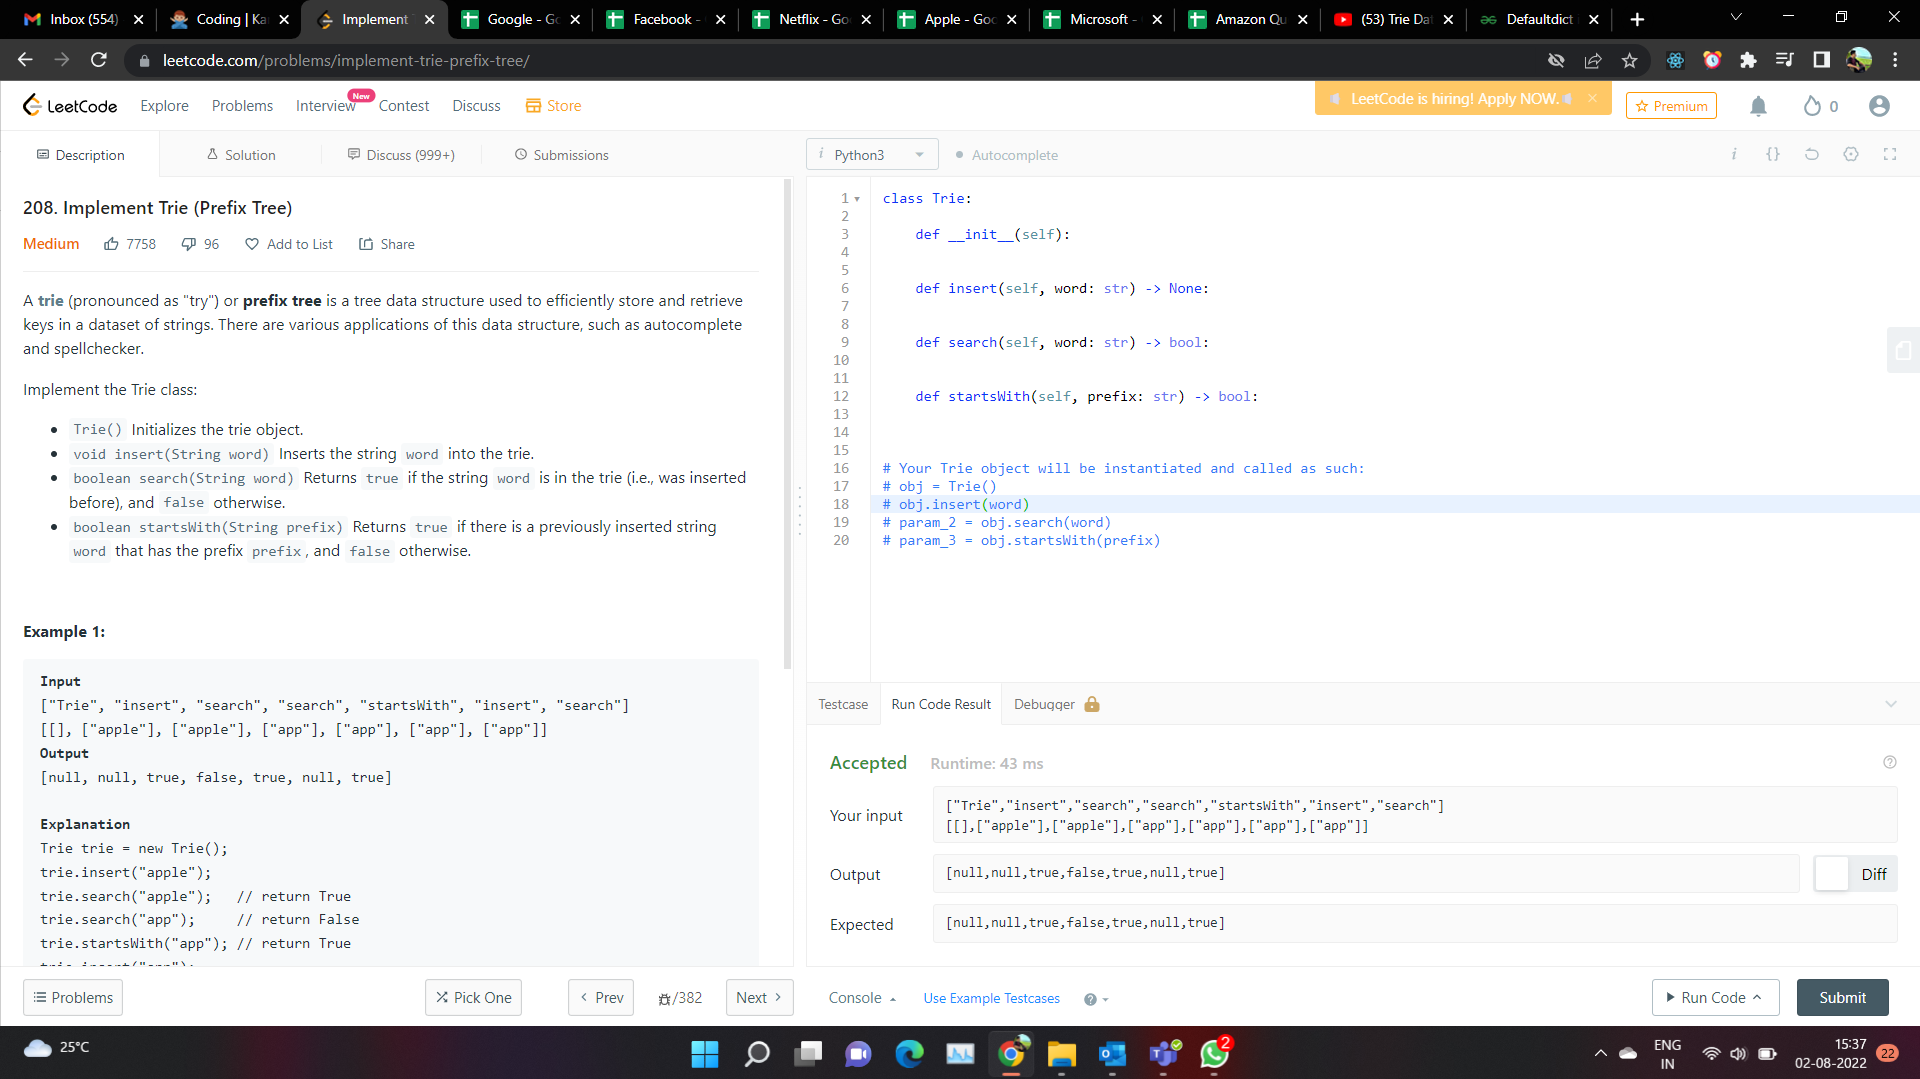 Inbox (554)
Coding | Ka
Implement T
Google - Go
Facebook -
Netflix - Go
Apple - Goo
Microsoft -
Amazon Qu
(53) Trie Dat
Defaultdict
leetcode.com/problems/implement-trie-prefix-tree/
LeetCode
Explore
Problems
Interview
New
Contest
Discuss
Store
LeetCode is hiring! Apply NOW.
Premium
0
Description
Solution
Discuss (999+)
Submissions
i Python3
Autocomplete
i {}
208. Implement Trie (Prefix Tree)
Medium 7758 96 Add to List Share
A trie (pronounced as "try") or prefix tree is a tree data structure used to efficiently store and retrieve
keys in a dataset of strings. There are various applications of this data structure, such as autocomplete
and spellchecker.
Implement the Trie class:
• Trie() Initializes the trie object.
• void insert(String word) Inserts the string word into the trie.
• boolean search(String word) Returns true if the string word is in the trie (i.e., was inserted
before), and false otherwise.
• boolean startsWith(String prefix) Returns true if there is a previously inserted string
word that has the prefix prefix , and false otherwise.
Example 1:
Input
["Trie", "insert", "search", "search", "startsWith", "insert", "search"]
[[], ["apple"], ["apple"], ["app"], ["app"], ["app"], ["app"]]
Output
[null, null, true, false, true, null, true]
Explanation
Trie trie = new Trie();
trie.insert("apple");
trie.search("apple");   // return True
trie.search("app");     // return False
trie.startsWith("app"); // return True
trie.insert("app");
1 class Trie:
2
3     def __init__(self):
4
5
6     def insert(self, word: str) -> None:
7
8
9     def search(self, word: str) -> bool:
10
11
12     def startsWith(self, prefix: str) -> bool:
13
14
15
16 # Your Trie object will be instantiated and called as such:
17 # obj = Trie()
18 # obj.insert(word)
19 # param_2 = obj.search(word)
20 # param_3 = obj.startsWith(prefix)
Testcase
Run Code Result
Debugger
Accepted Runtime: 43 ms
Your input
["Trie","insert","search","search","startsWith","insert","search"]
[[],["apple"],["apple"],["app"],["app"],["app"],["app"]]
Output
[null,null,true,false,true,null,true]
Diff
Expected
[null,null,true,false,true,null,true]
Problems
Pick One
Prev
/382
Next
Console
Use Example Testcases
Run Code
Submit
25°C
2
ENG
IN
15:37
02-08-2022
22